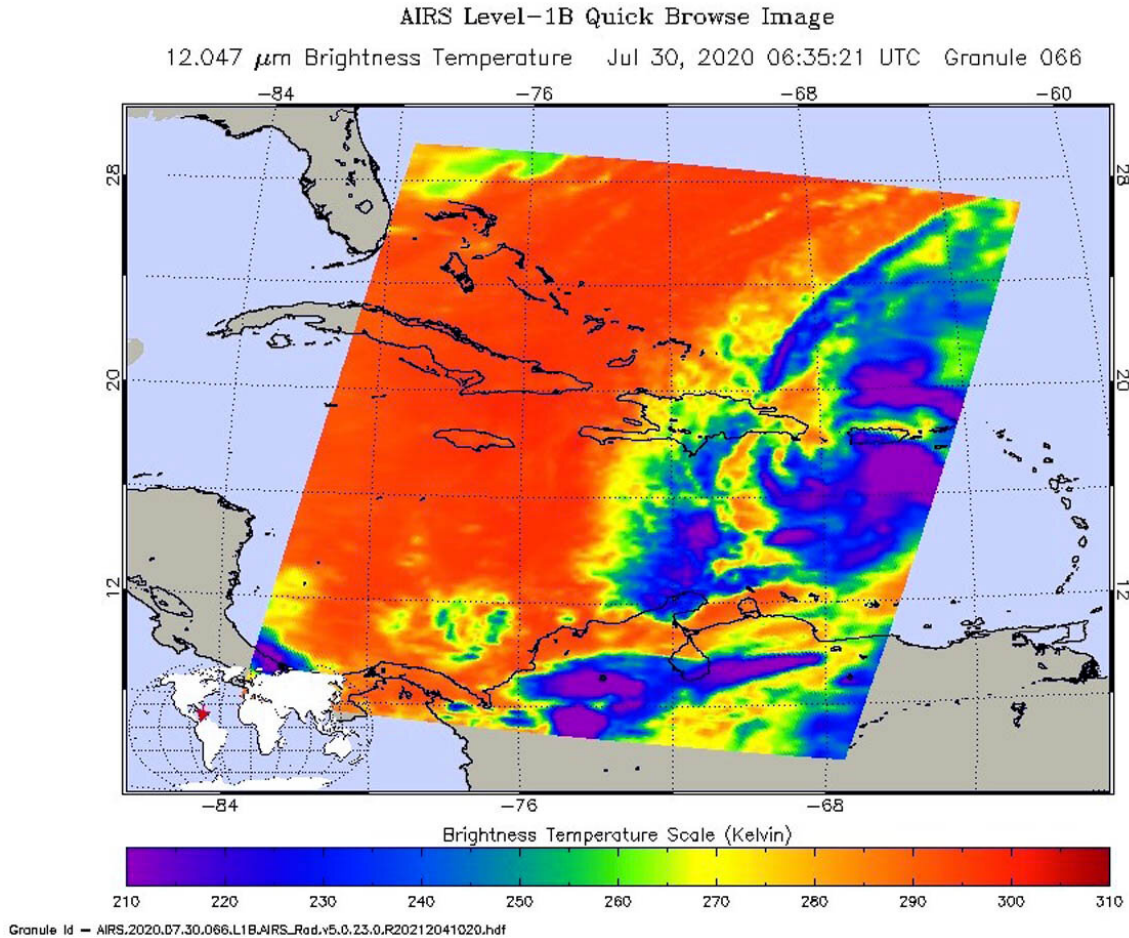 AIRS Level-1B Quick Browse Image
12.047 μm Brightness Temperature Jul 30, 2020 06:35:21 UTC Granule 066
-84 -76 -68 -60
28 28
20 20
12 12
-84 -76 -68
Brightness Temperature Scale (Kelvin)
210 220 230 240 250 260 270 280 290 300 310
Granule Id - AIRS.2020.07.30.066.L1B.AIRS_Rad.v5.0.23.0.R20212041020.hdf